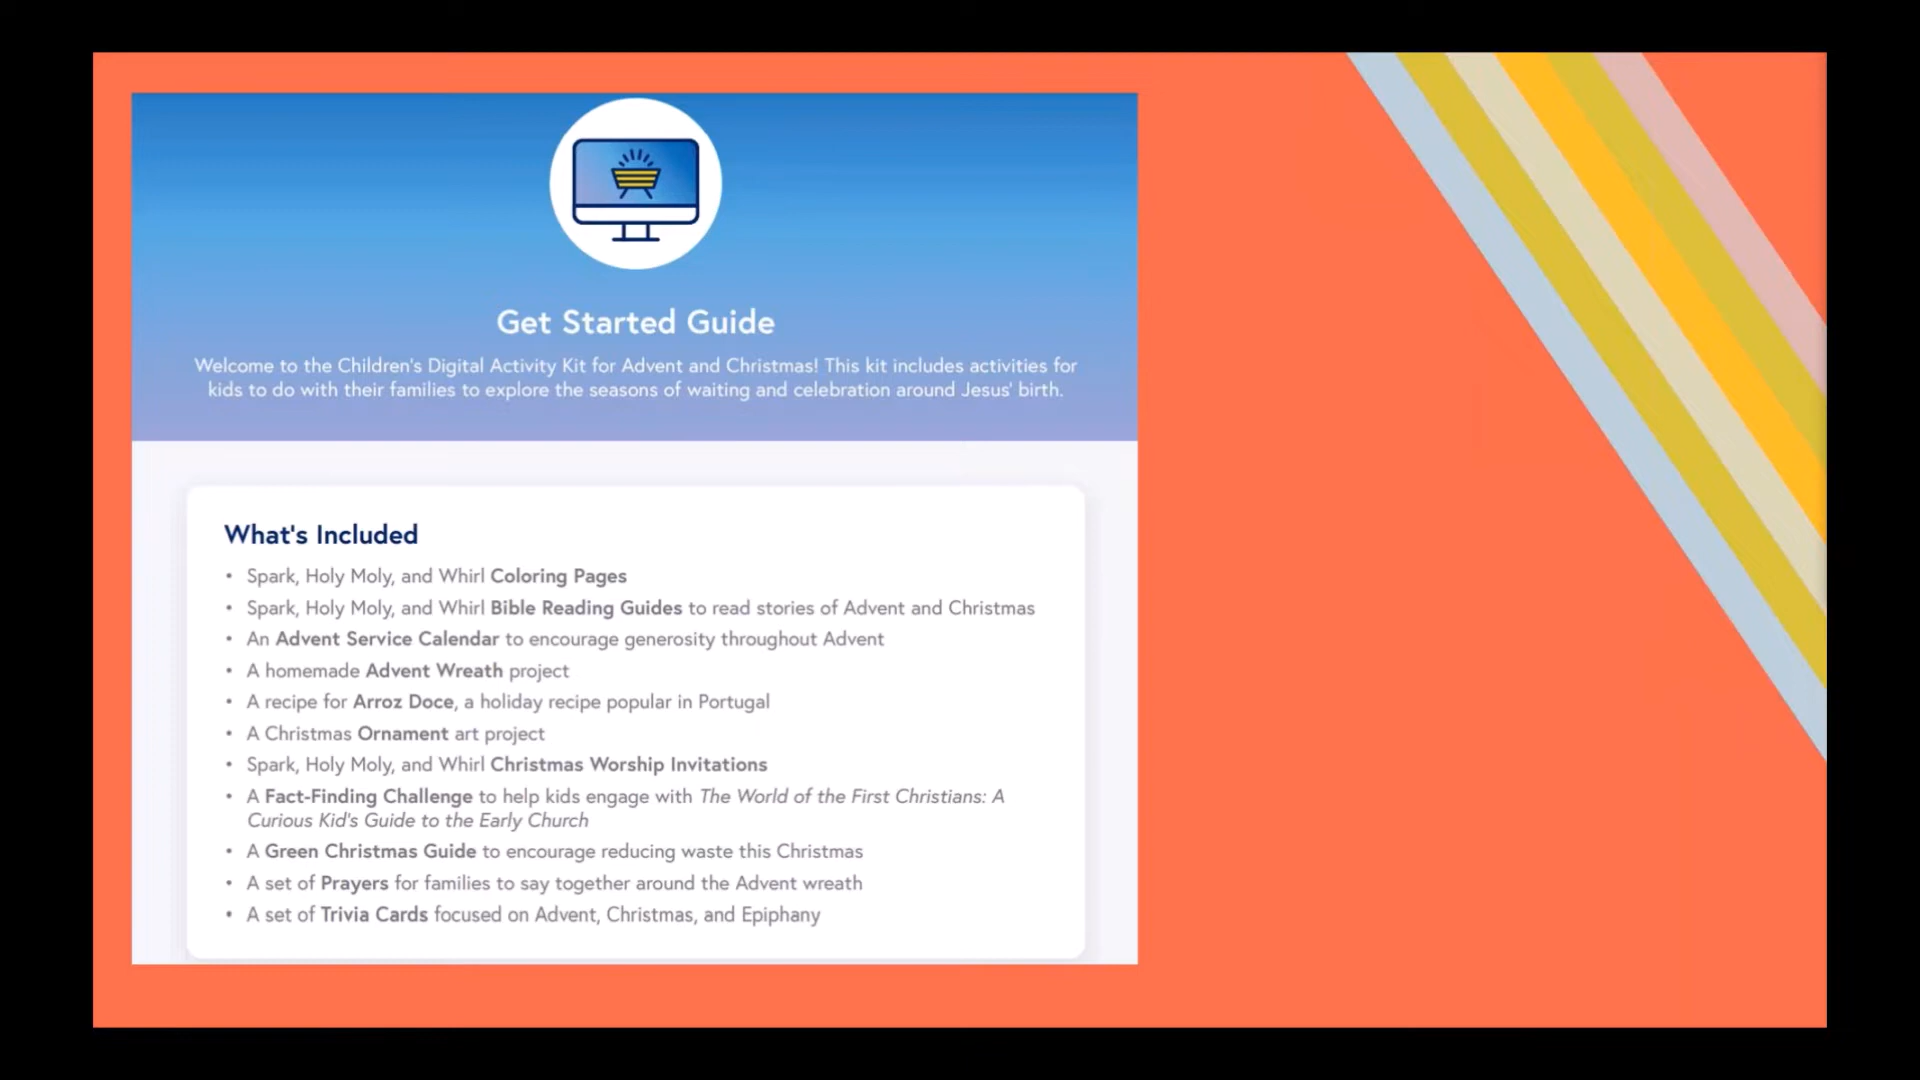 Get Started Guide
Welcome to the Children's Digital Activity Kit for Advent and Christmas! This kit includes activities for
kids to do with their families to explore the seasons of waiting and celebration around Jesus' birth.
What's Included
• Spark, Holy Moly, and Whirl Coloring Pages
• Spark, Holy Moly, and Whirl Bible Reading Guides to read stories of Advent and Christmas
• An Advent Service Calendar to encourage generosity throughout Advent
• A homemade Advent Wreath project
• A recipe for Arroz Doce, a holiday recipe popular in Portugal
• A Christmas Ornament art project
• Spark, Holy Moly, and Whirl Christmas Worship Invitations
• A Fact-Finding Challenge to help kids engage with The World of the First Christians: A
Curious Kid's Guide to the Early Church
• A Green Christmas Guide to encourage reducing waste this Christmas
• A set of Prayers for families to say together around the Advent wreath
• A set of Trivia Cards focused on Advent, Christmas, and Epiphany